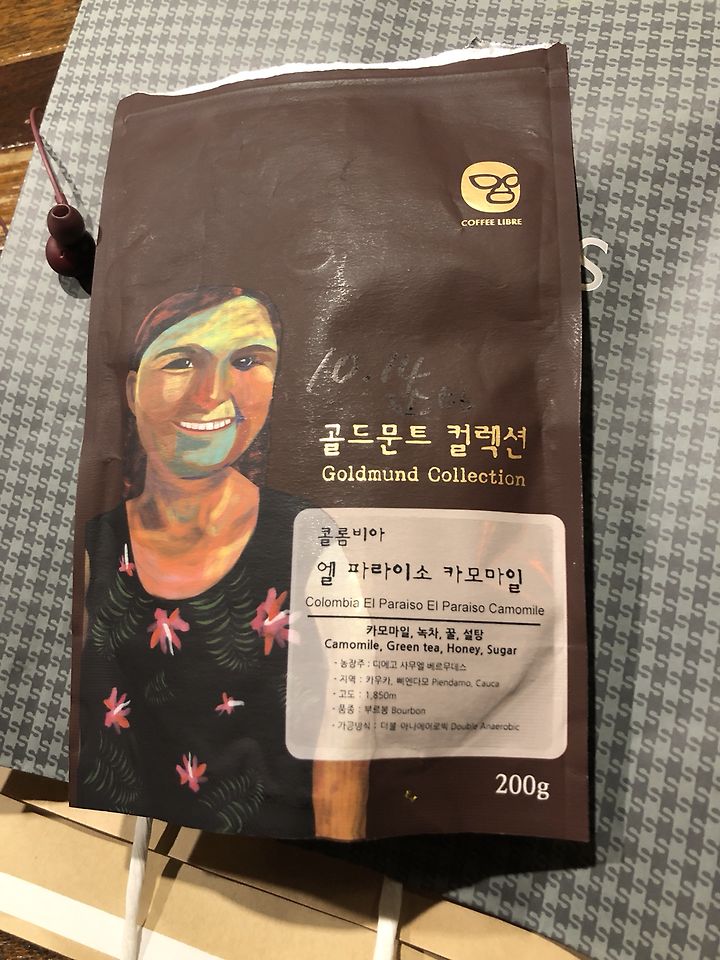 COFFEE LIBRE
10.14
골드문트 컬렉션
Goldmund Collection
콜롬비아
엘 파라이소 카모마일
Colombia El Paraiso El Paraiso Camomile
카모마일, 녹차, 꿀, 설탕
Camomile, Green tea, Honey, Sugar
· 농장주 : 디에고 사무엘 베르무데스
· 지역 : 카우카, 삐엔다모 Piendamo, Cauca
· 고도 : 1,850m
· 품종 : 부르봉 Bourbon
· 가공방식 : 더블 아나에어로빅 Double Anaerobic
200g
S